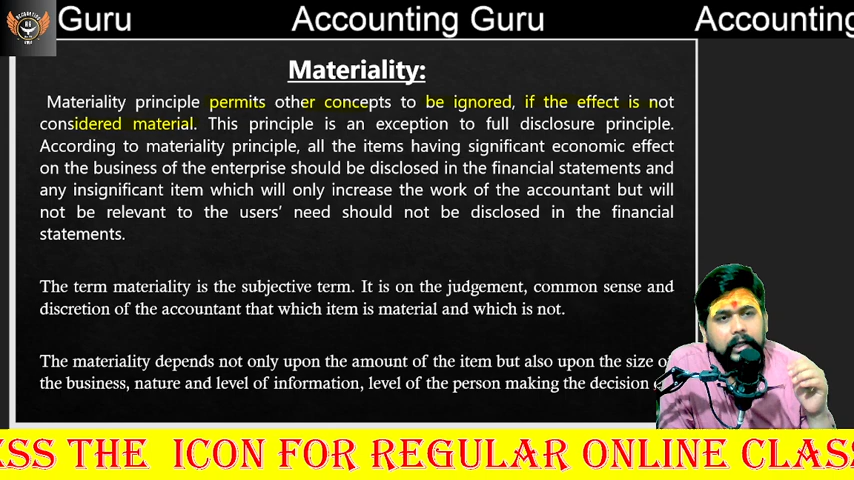 Guru Accounting Guru Accounting
Materiality:
Materiality principle permits other concepts to be ignored, if the effect is not
considered material. This principle is an exception to full disclosure principle.
According to materiality principle, all the items having significant economic effect
on the business of the enterprise should be disclosed in the financial statements and
any insignificant item which will only increase the work of the accountant but will
not be relevant to the users' need should not be disclosed in the financial
statements.
The term materiality is the subjective term. It is on the judgement, common sense and
discretion of the accountant that which item is material and which is not.
The materiality depends not only upon the amount of the item but also upon the size
the business, nature and level of information, level of the person making the decision
THE ICON FOR REGULAR ONLINE